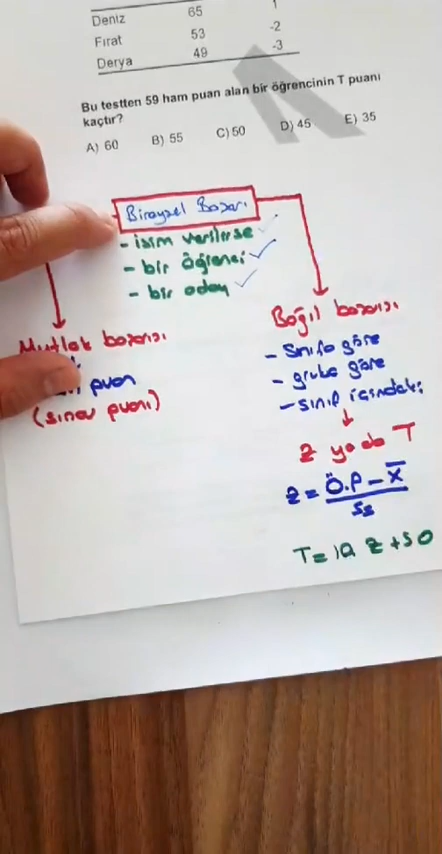 Deniz 65 1
Fırat 53 -2
Derya 49 -3
Bu testten 59 ham puan alan bir öğrencinin T puanı
kaçtır?
A) 60 B) 55 C) 50 D) 45 E) 35
Bireysel Başarı
- isim verilirse
- bir öğrenci
- bir aday
Mutlak başarısı
puan
(sınav puanı)
Bağıl başarısı
- sınıfa göre
- gruba göre
- sınıf içindeki
z ya da T
z = Ö.P - X̄
Ss
T = 10 z + 50